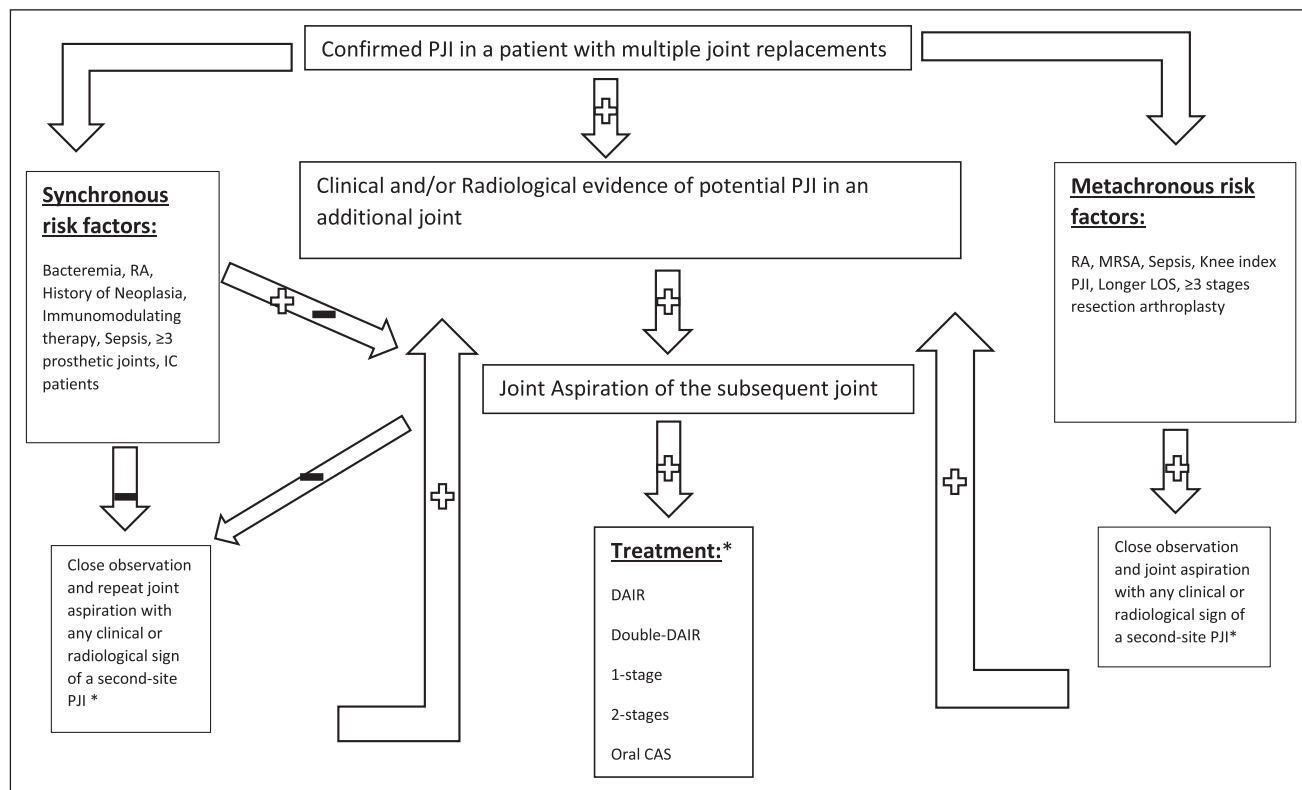 Confirmed PJI in a patient with multiple joint replacements
Synchronous
risk factors:
Bacteremia, RA,
History of Neoplasia,
Immunomodulating
therapy, Sepsis, ≥3
prosthetic joints, IC
patients
Clinical and/or Radiological evidence of potential PJI in an
additional joint
Metachronous risk
factors:
RA, MRSA, Sepsis, Knee index
PJI, Longer LOS, ≥3 stages
resection arthroplasty
Joint Aspiration of the subsequent joint
Close observation
and repeat joint
aspiration with
any clinical or
radiological sign
of a second-site
PJI *
Treatment:*
DAIR
Double-DAIR
1-stage
2-stages
Oral CAS
Close observation
and joint aspiration
with any clinical or
radiological sign of
a second-site PJI*